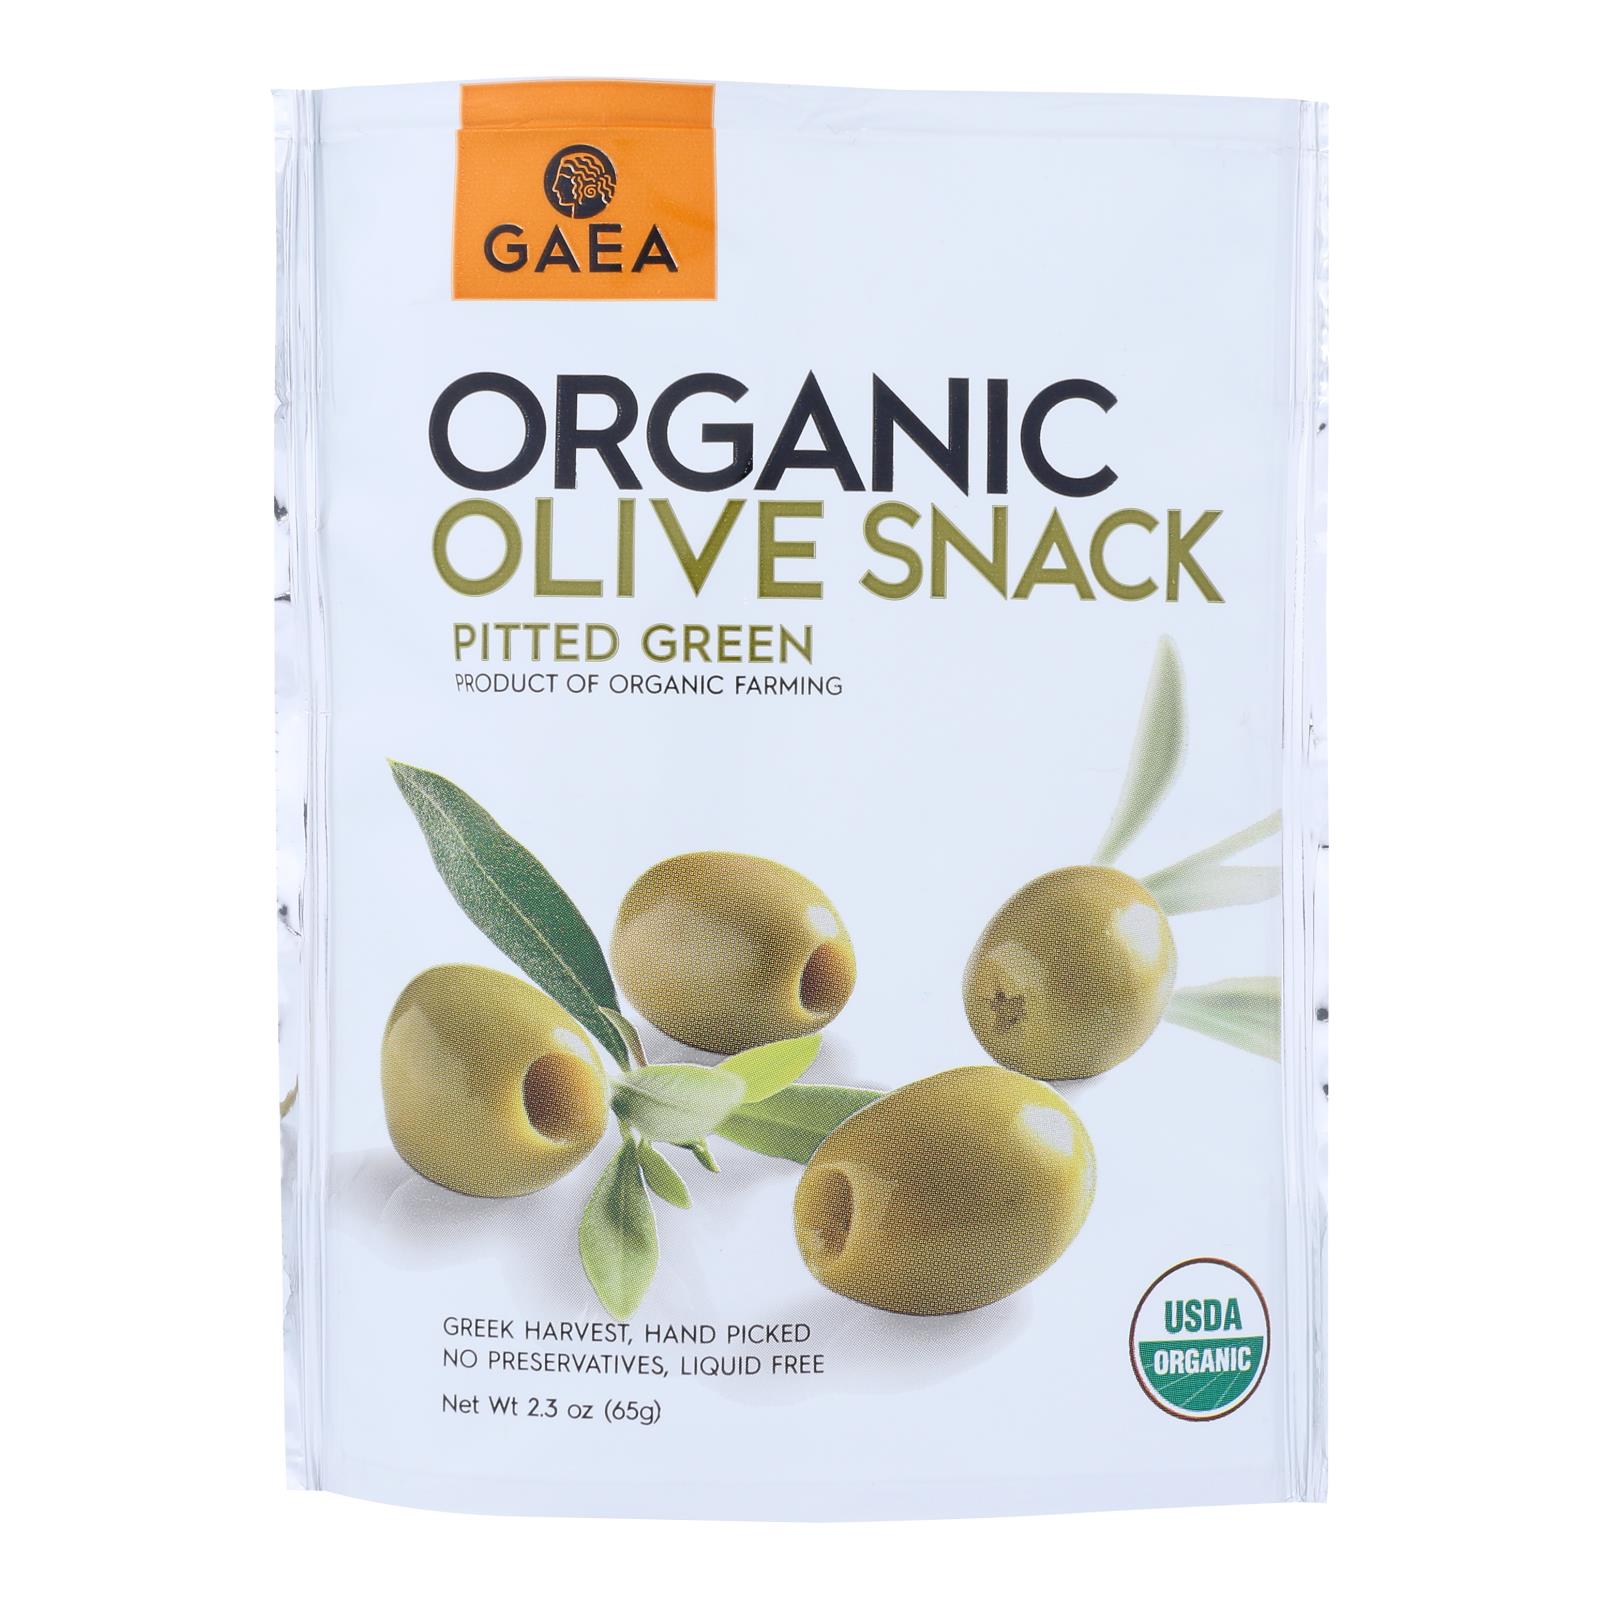 GAEA
ORGANIC
OLIVE SNACK
PITTED GREEN
PRODUCT OF ORGANIC FARMING
GREEK HARVEST, HAND PICKED
NO PRESERVATIVES, LIQUID FREE
Net Wt 2.3 oz (65g)
USDA
ORGANIC